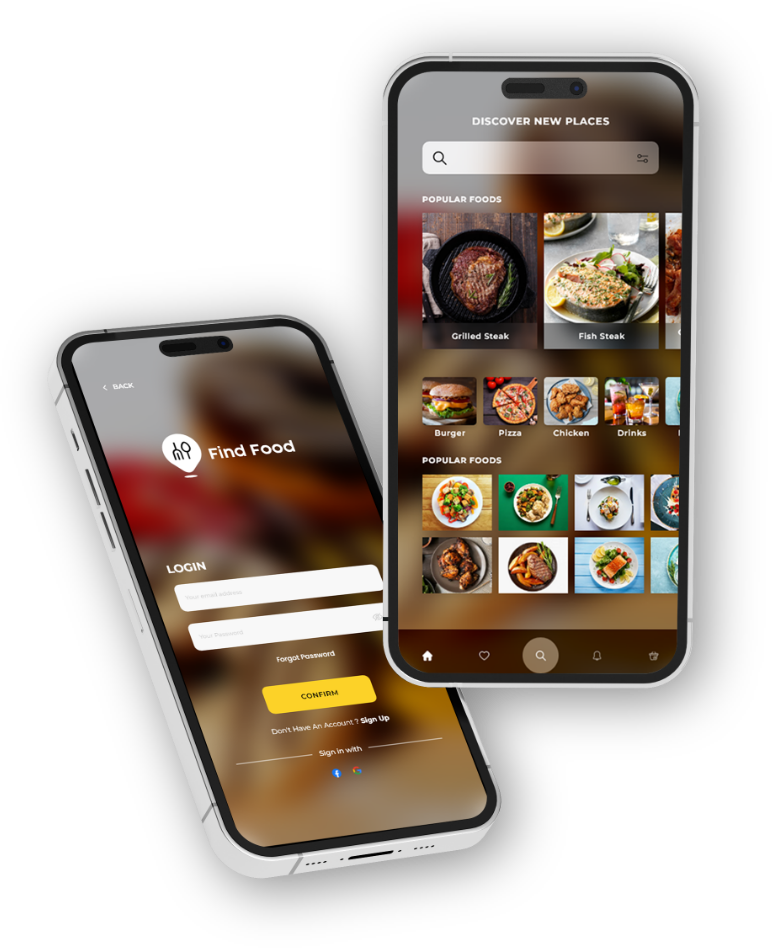 DISCOVER NEW PLACES
POPULAR FOODS
Grilled Steak
Fish Steak
Burger
Pizza
Chicken
Drinks
POPULAR FOODS
BACK
Find Food
LOGIN
Your email address
Your Password
Forgot Password
CONFIRM
Don't Have An Account ? Sign Up
Sign in with